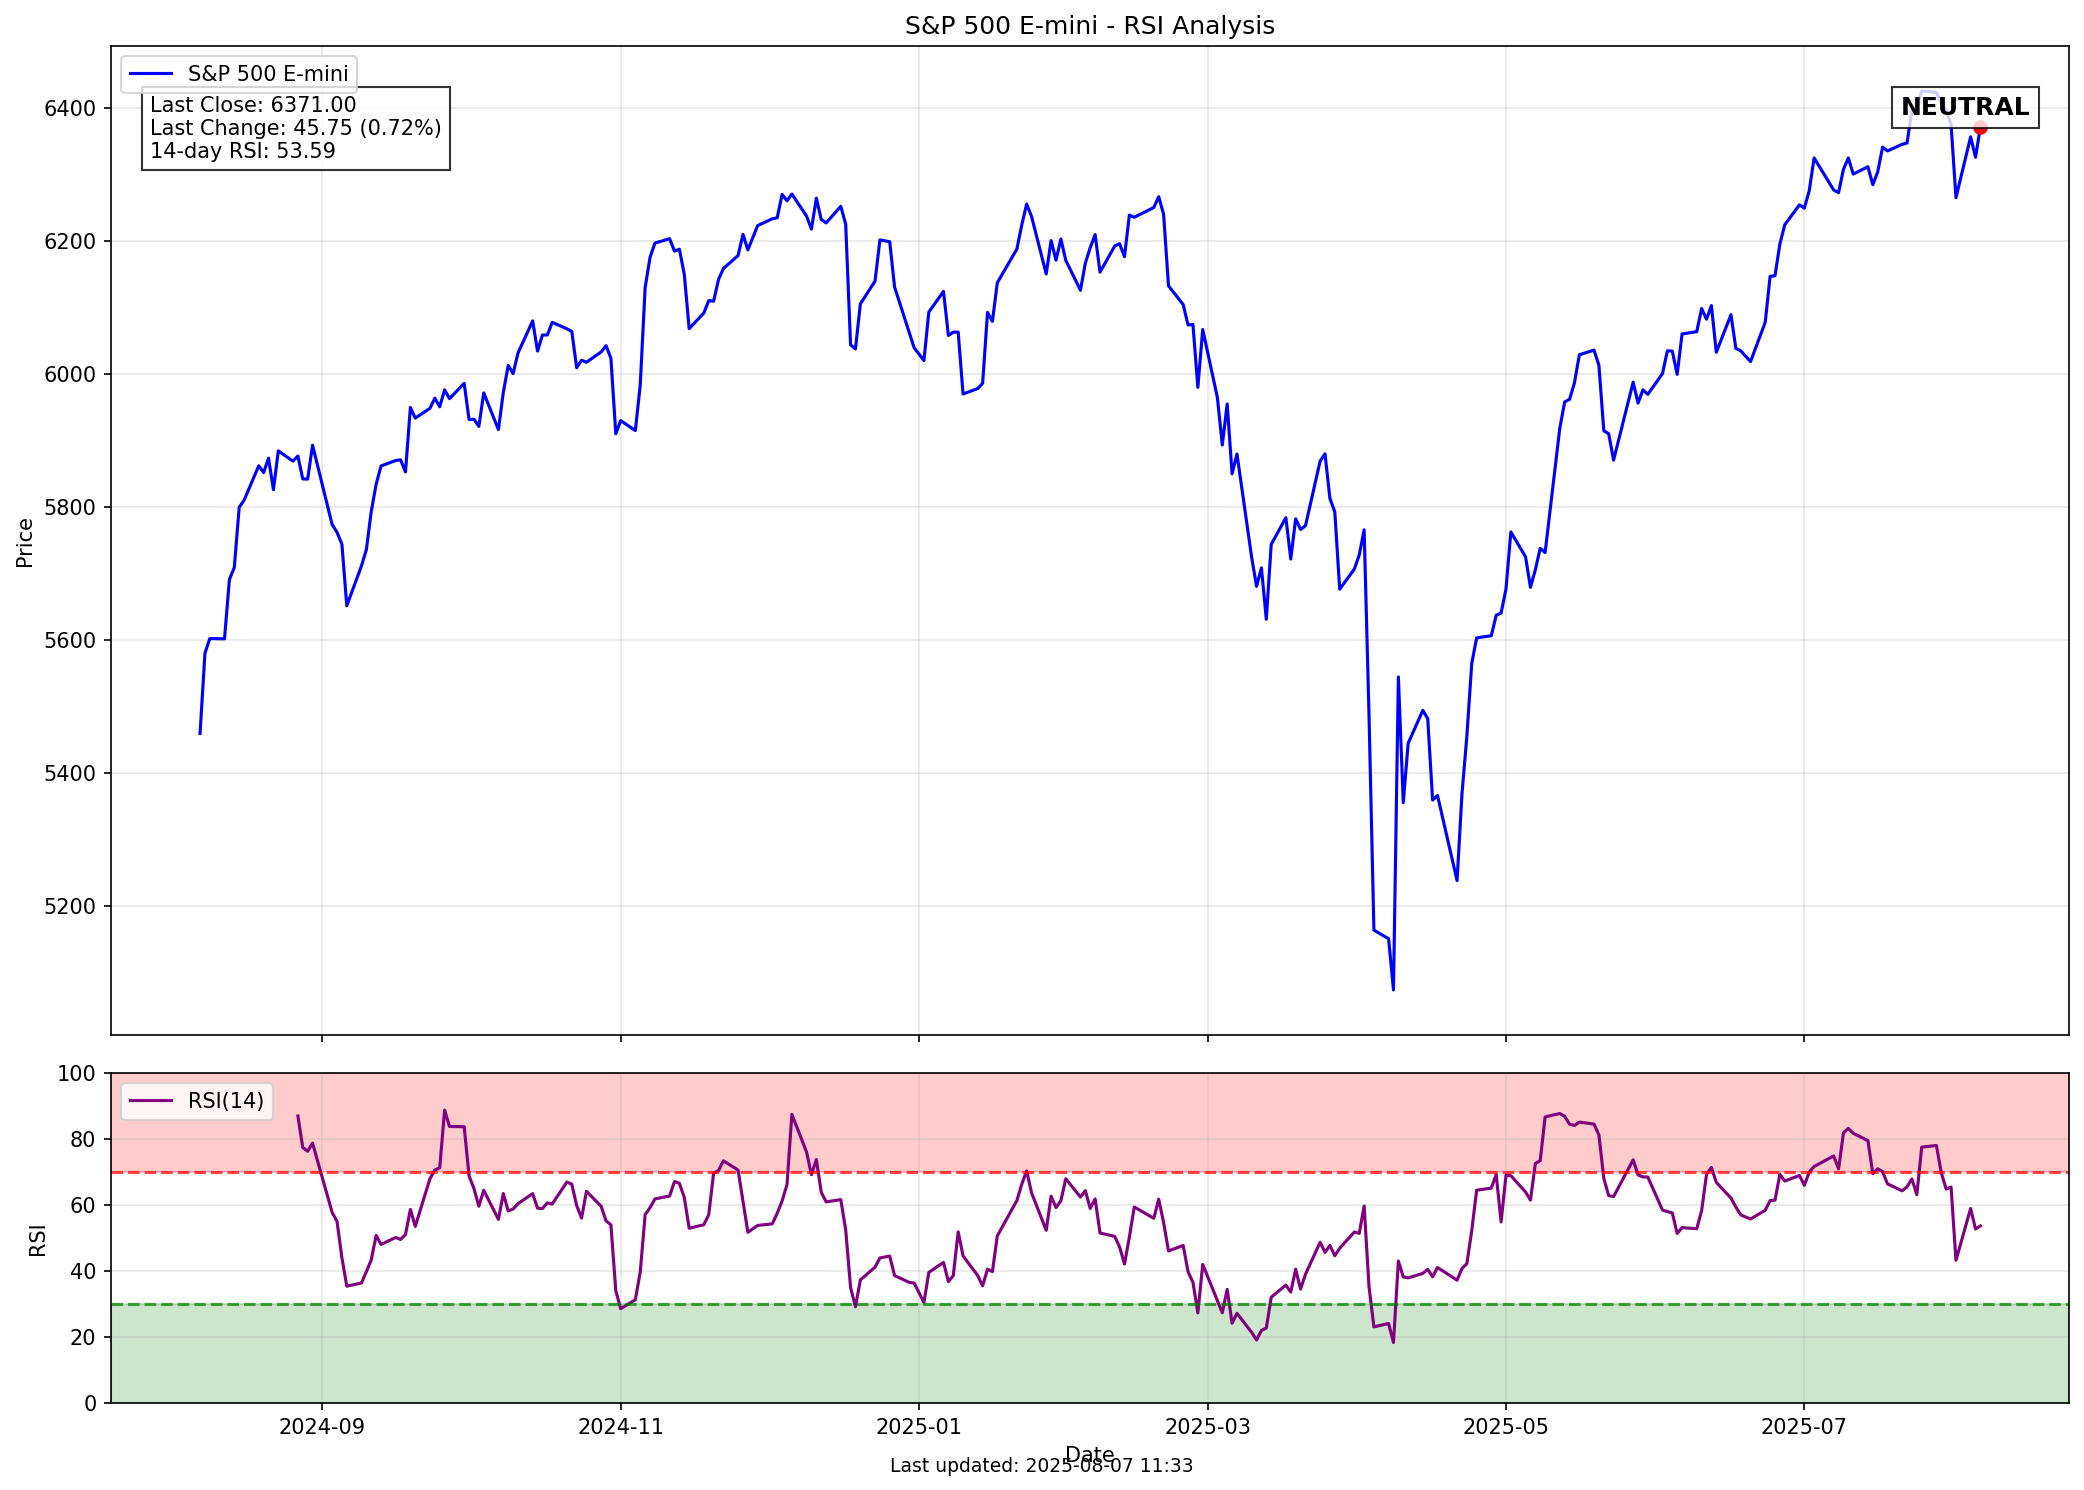 S&P 500 E-mini - RSI Analysis
S&P 500 E-mini
Last Close: 6371.00
Last Change: 45.75 (0.72%)
14-day RSI: 53.59
NEUTRAL
Price
6400
6200
6000
5800
5600
5400
5200
RSI(14)
RSI
100
80
60
40
20
0
2024-09
2024-11
2025-01
2025-03
2025-05
2025-07
Date
Last updated: 2025-08-07 11:33